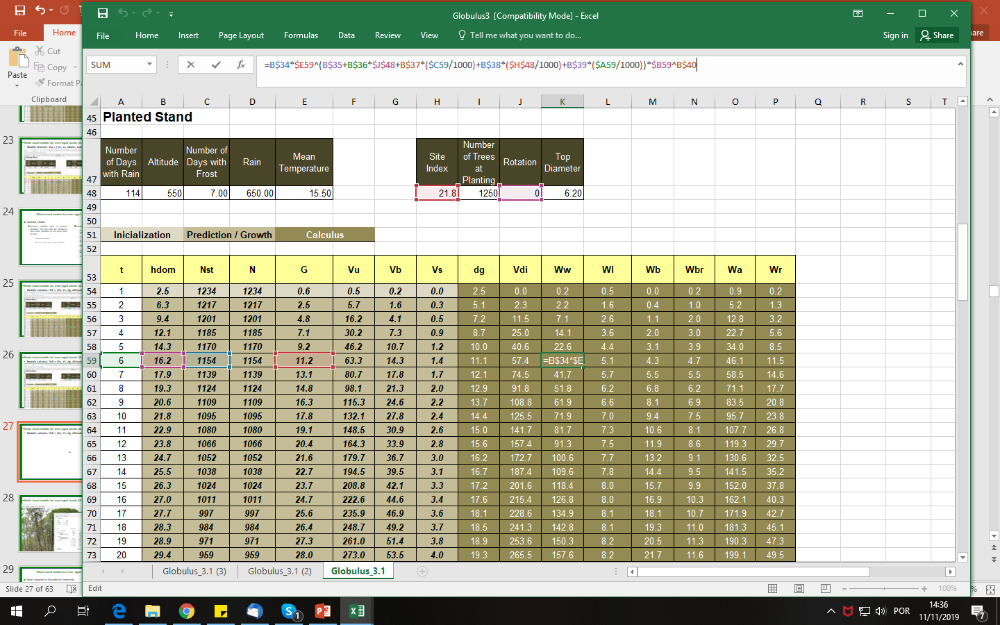 Globulus3 [Compatibility Mode] - Excel
File Home
File Home Insert Page Layout Formulas Data Review View Tell me what you want to do... Sign in Share
Paste
Cut
Copy
Format
Clipboard
SUM fx =B$34*$E59^(B$35+B$36*$J$48+B$37*($C59/1000)+B$38*($H$48/1000)+B$39*($A59/1000))*$B59^B$40
A B C D E F G H I J K L M N O P Q R S T
45 Planted Stand
46
47 Number of Days with Rain Altitude Number of Days with Frost Rain Mean Temperature Site Index Number of Trees at Planting Rotation Top Diameter
48 114 550 7.00 650.00 15.50 21.8 1250 0 6.20
49
50
51 Inicialization Prediction / Growth Calculus
52
53 t hdom Nst N G Vu Vb Vs dg Vdi Ww Wl Wb Wbr Wa Wr
54 1 2.5 1234 1234 0.6 0.5 0.2 0.0 2.5 0.0 0.2 0.5 0.0 0.2 0.9 0.2
55 2 6.3 1217 1217 2.5 5.7 1.6 0.3 5.1 2.3 2.2 1.6 0.4 1.0 5.2 1.3
56 3 9.4 1201 1201 4.8 16.2 4.1 0.5 7.2 11.5 7.1 2.6 1.1 2.0 12.8 3.2
57 4 12.1 1185 1185 7.1 30.2 7.3 0.9 8.7 25.0 14.1 3.6 2.0 3.0 22.7 5.6
58 5 14.3 1170 1170 9.2 46.2 10.7 1.2 10.0 40.6 22.6 4.4 3.1 3.9 34.0 8.5
59 6 16.2 1154 1154 11.2 63.3 14.3 1.4 11.1 57.4 =B$34*$E 5.1 4.3 4.7 46.1 11.5
60 7 17.9 1139 1139 13.1 80.7 17.8 1.7 12.1 74.5 41.7 5.7 5.5 5.5 58.5 14.6
61 8 19.3 1124 1124 14.8 98.1 21.3 2.0 12.9 91.8 51.8 6.2 6.8 6.2 71.1 17.7
62 9 20.6 1109 1109 16.3 115.3 24.6 2.2 13.7 108.8 61.9 6.6 8.1 6.9 83.5 20.8
63 10 21.8 1095 1095 17.8 132.1 27.8 2.4 14.4 125.5 71.9 7.0 9.4 7.5 95.7 23.8
64 11 22.9 1080 1080 19.1 148.5 30.9 2.6 15.0 141.7 81.7 7.3 10.6 8.1 107.7 26.8
65 12 23.8 1066 1066 20.4 164.3 33.9 2.8 15.6 157.4 91.3 7.5 11.9 8.6 119.3 29.7
66 13 24.7 1052 1052 21.6 179.7 36.7 3.0 16.2 172.7 100.6 7.7 13.2 9.1 130.6 32.5
67 14 25.5 1038 1038 22.7 194.5 39.5 3.1 16.7 187.4 109.6 7.8 14.4 9.5 141.5 35.2
68 15 26.3 1024 1024 23.7 208.8 42.1 3.3 17.2 201.6 118.4 8.0 15.7 9.9 152.0 37.8
69 16 27.0 1011 1011 24.7 222.6 44.6 3.4 17.6 215.4 126.8 8.0 16.9 10.3 162.1 40.3
70 17 27.7 997 997 25.6 235.9 46.9 3.6 18.1 228.6 134.9 8.1 18.1 10.7 171.9 42.7
71 18 28.3 984 984 26.4 248.7 49.2 3.7 18.5 241.3 142.8 8.1 19.3 11.0 181.3 45.1
72 19 28.9 971 971 27.3 261.0 51.4 3.8 18.9 253.6 150.3 8.2 20.5 11.3 190.3 47.3
73 20 29.4 959 959 28.0 273.0 53.5 4.0 19.3 265.5 157.6 8.2 21.7 11.6 199.1 49.5
23
24
25
26
27
28
29
Globulus_3.1 (3) Globulus_3.1 (2) Globulus_3.1
Slide 27 of 63
Edit
100%
POR
14:36
11/11/2019